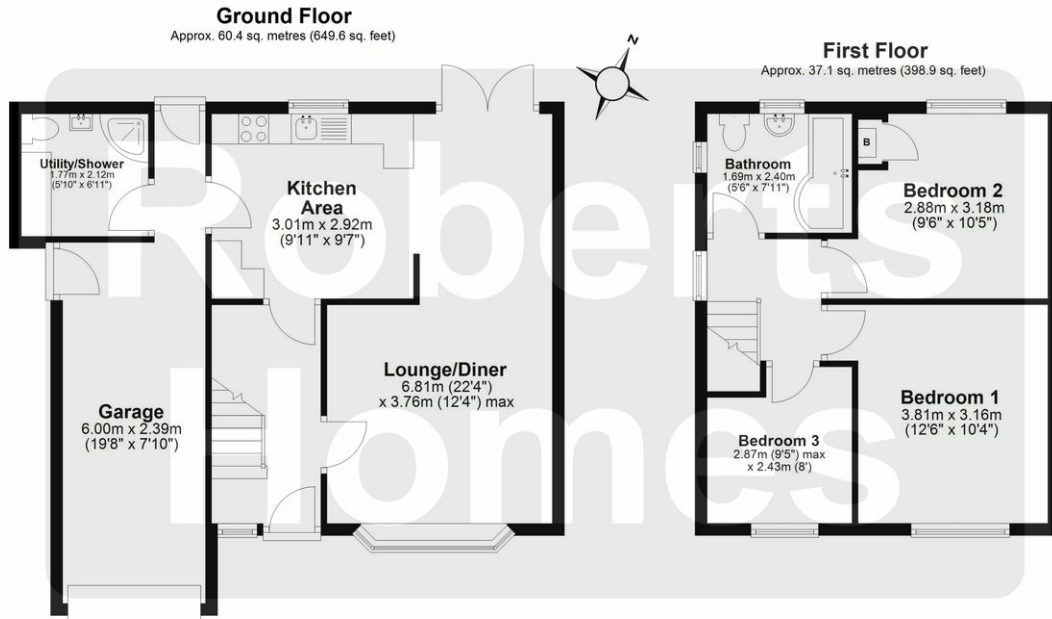 Ground Floor
Approx. 60.4 sq. metres (649.6 sq. feet)
N
Utility/Shower
1.77m x 2.12m
(5'10" x 6'11")
Kitchen
Area
3.01m x 2.92m
(9'11" x 9'7")
Lounge/Diner
6.81m (22'4")
x 3.76m (12'4") max
Garage
6.00m x 2.39m
(19'8" x 7'10")
First Floor
Approx. 37.1 sq. metres (398.9 sq. feet)
Bathroom
1.69m x 2.40m
(5'6" x 7'11")
B
Bedroom 2
2.88m x 3.18m
(9'6" x 10'5")
Bedroom 1
3.81m x 3.16m
(12'6" x 10'4")
Bedroom 3
2.87m (9'5") max
x 2.43m (8')
Roberts
Homes